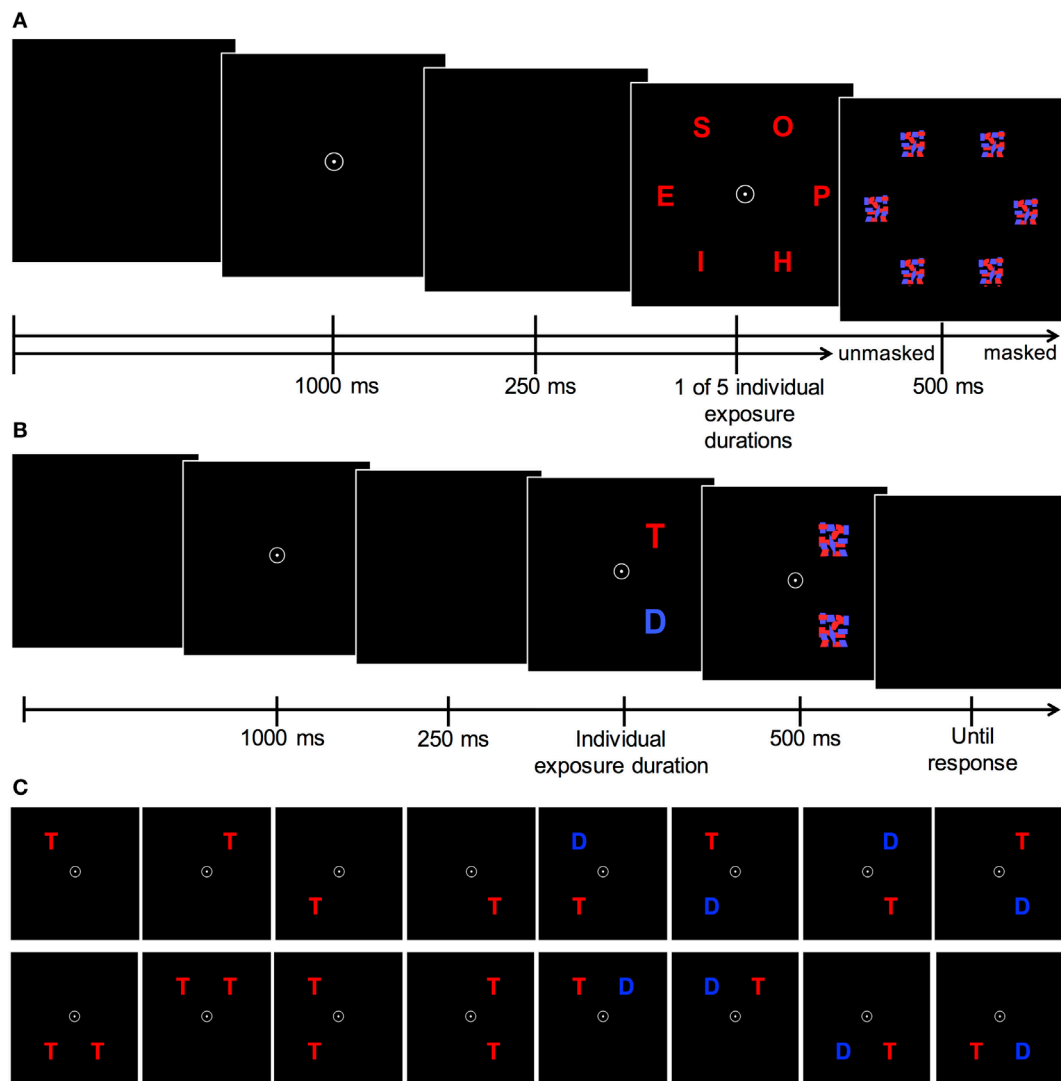 A
S O
E P
I H
unmasked masked
1000 ms 250 ms 1 of 5 individual 500 ms
exposure
durations
B
T
D
1000 ms 250 ms Individual 500 ms Until
exposure duration response
C
T T D T D T
T T T D T D
T T T T T D D T
T T T T D T T D